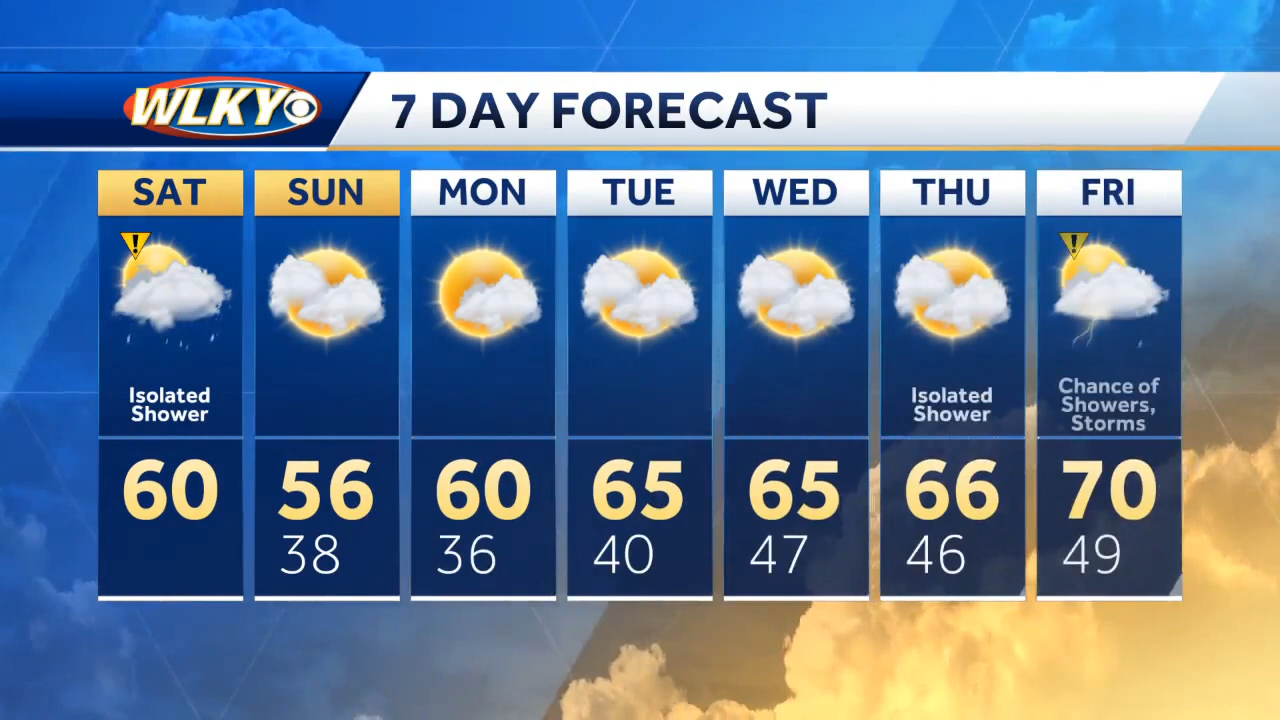 WLKY
7 DAY FORECAST
SAT
!
Isolated
Shower
60
SUN
56
38
MON
60
36
TUE
65
40
WED
65
47
THU
Isolated
Shower
66
46
FRI
!
Chance of
Showers,
Storms
70
49